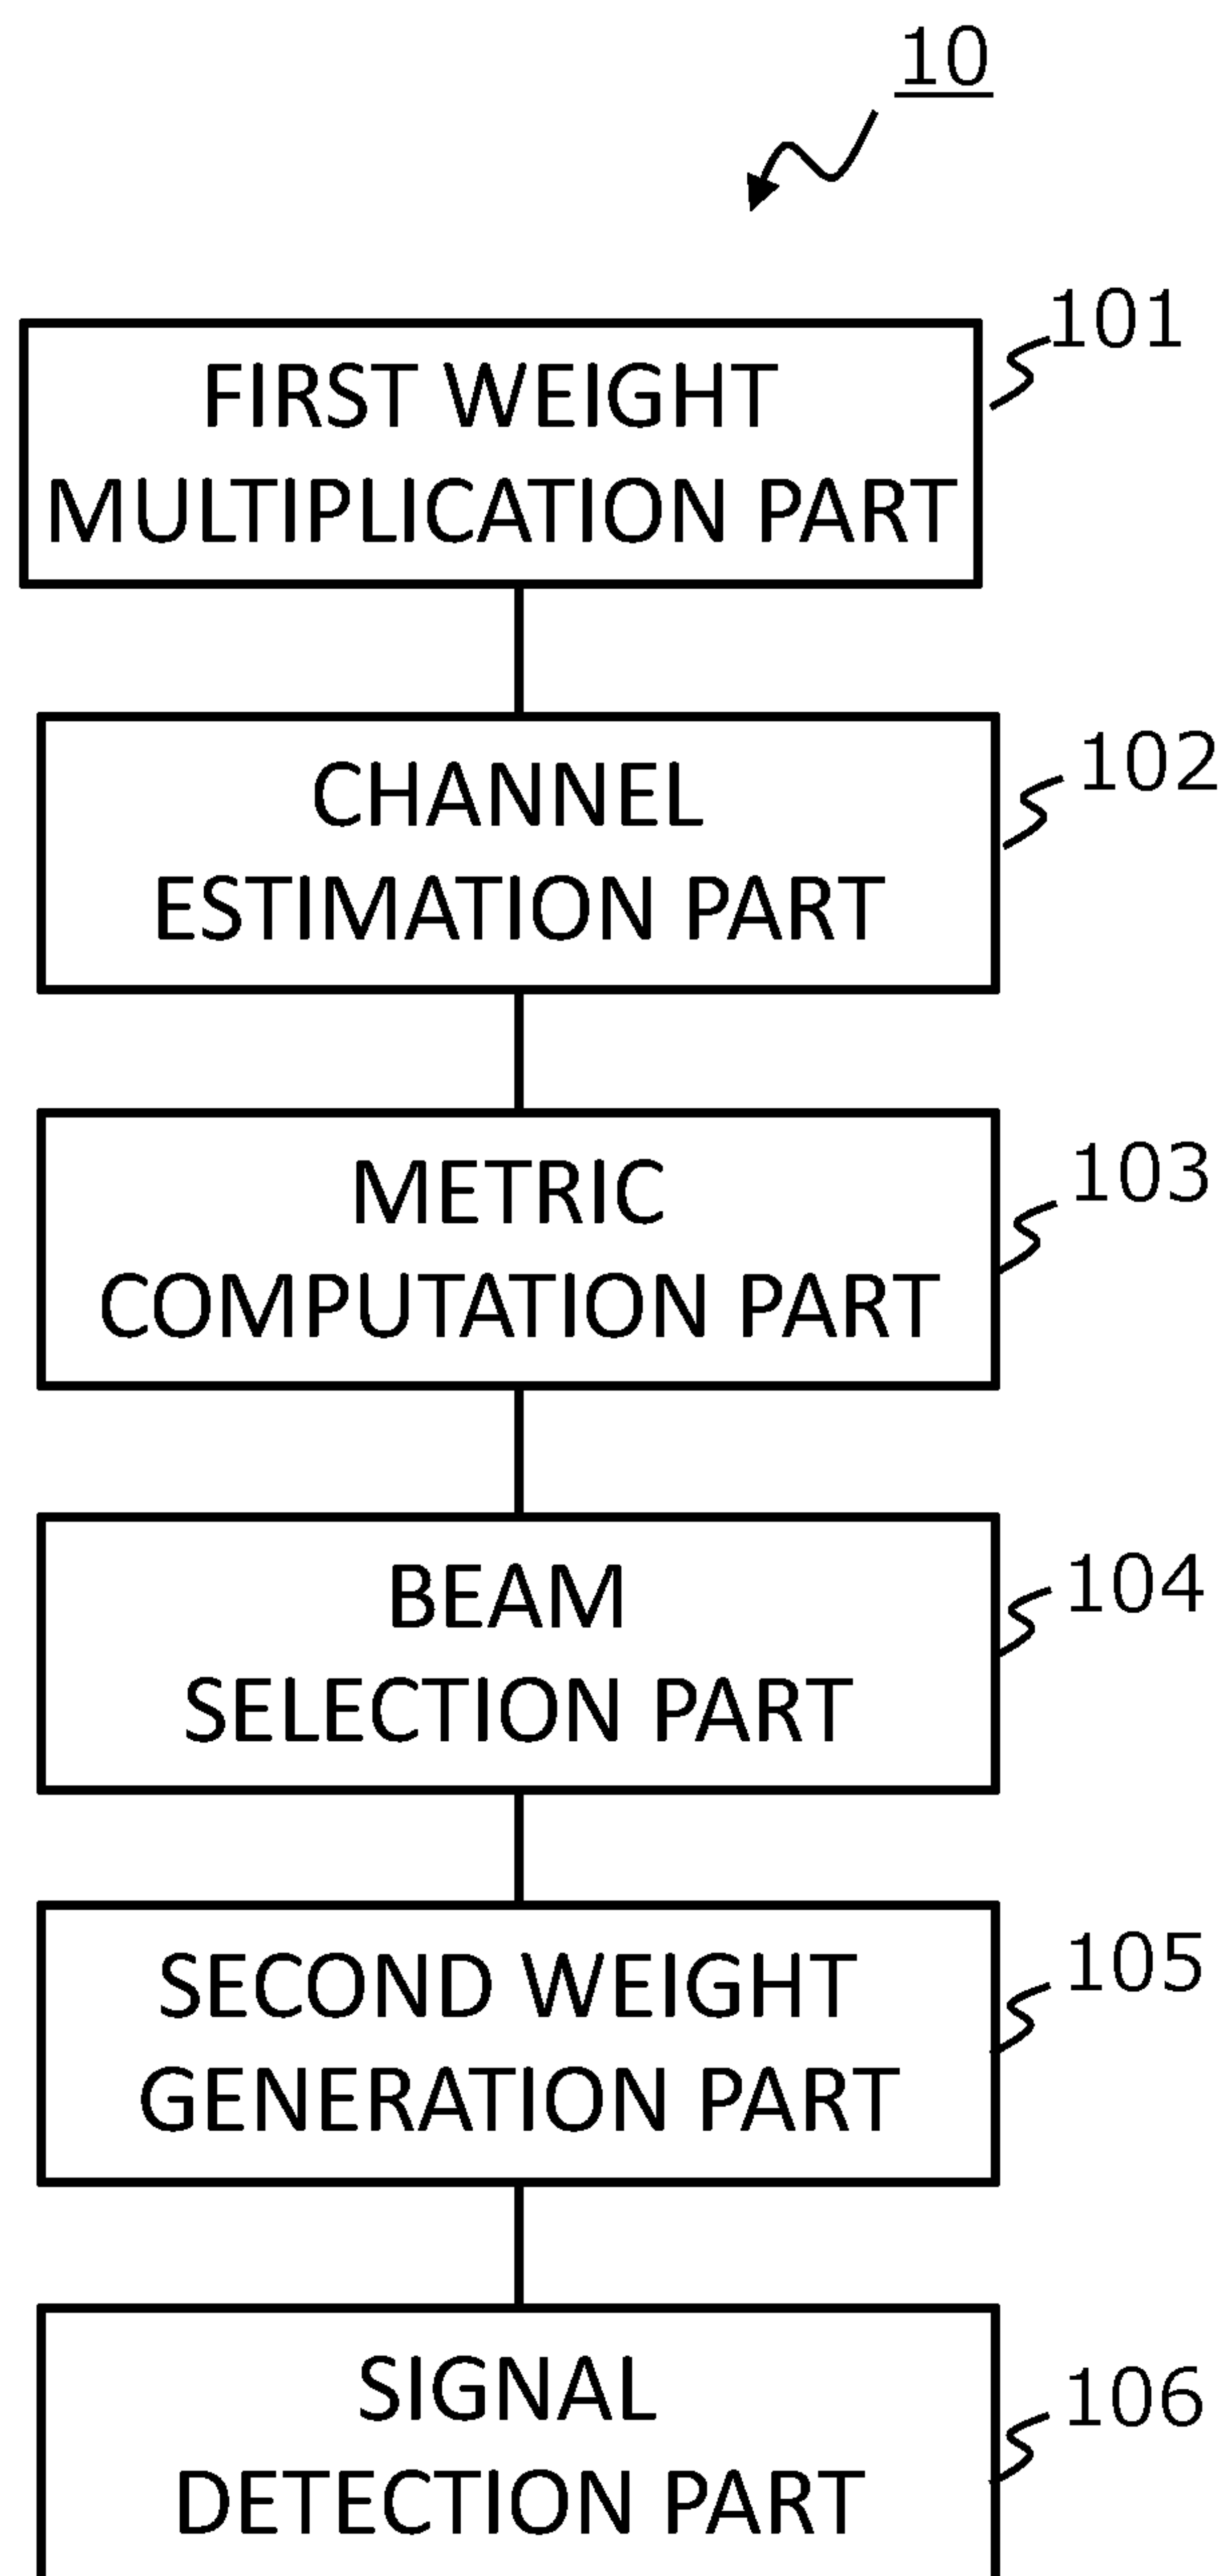 10
101
FIRST WEIGHT
MULTIPLICATION PART
102
CHANNEL
ESTIMATION PART
103
METRIC
COMPUTATION PART
104
BEAM
SELECTION PART
105
SECOND WEIGHT
GENERATION PART
106
SIGNAL
DETECTION PART